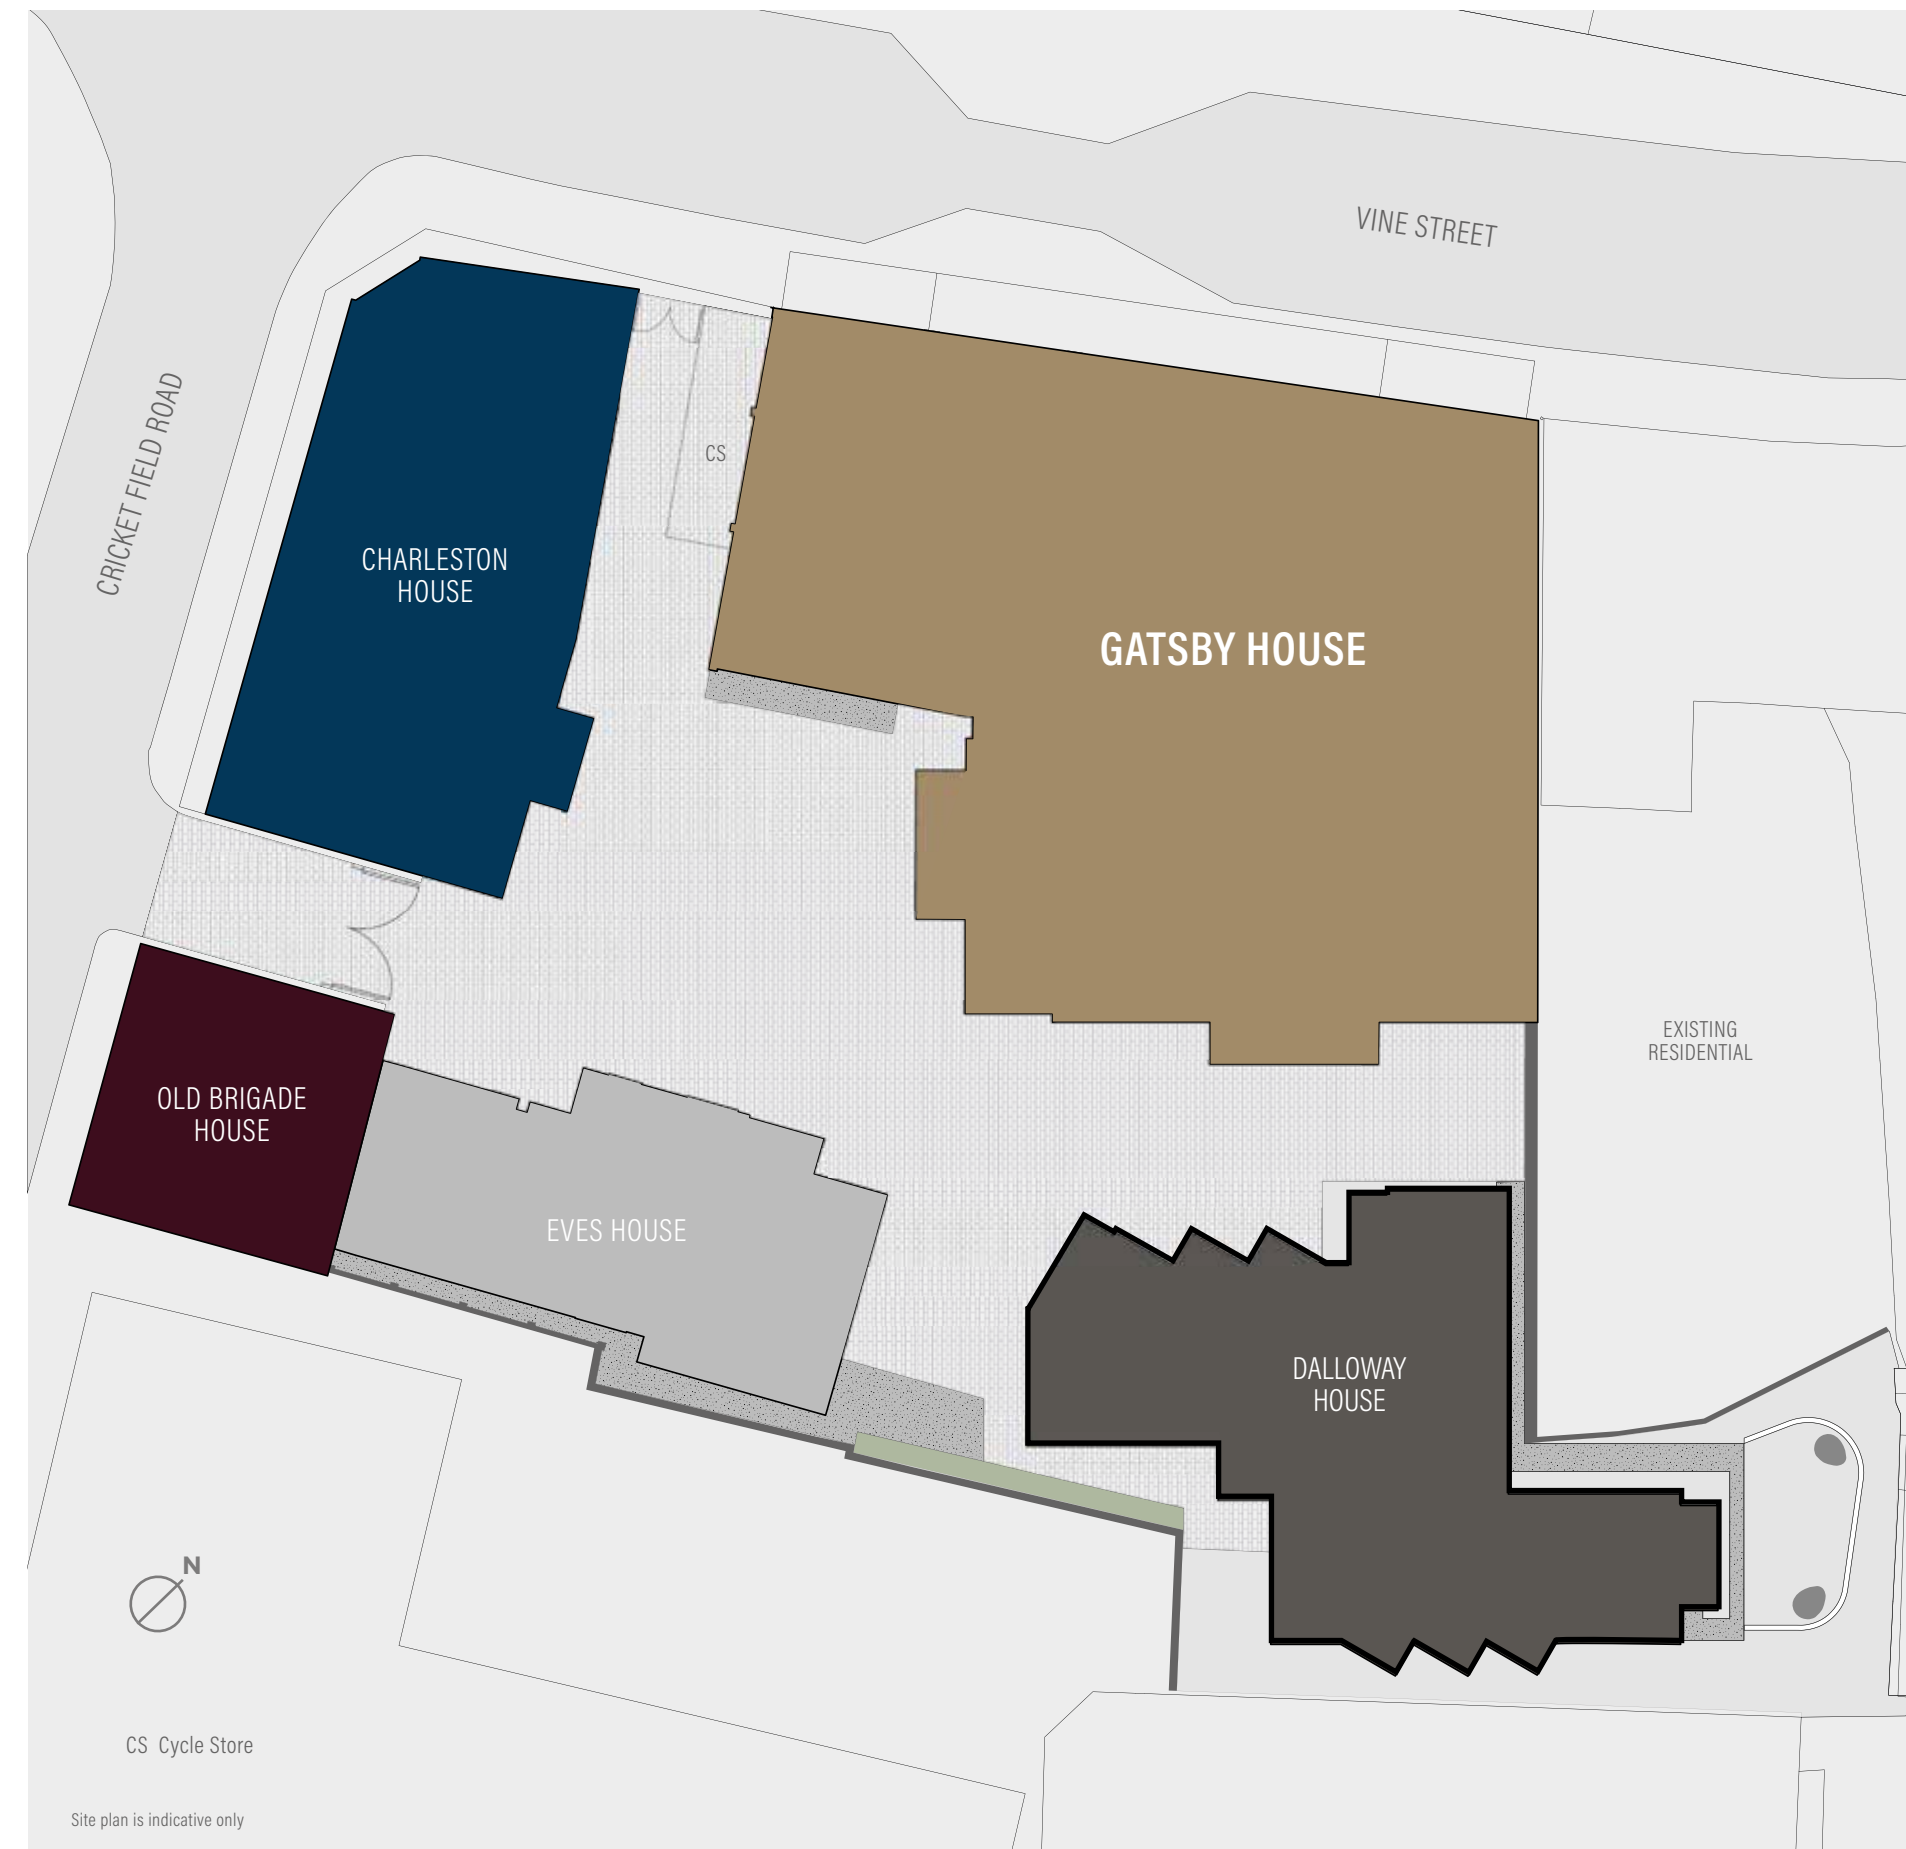 VINE STREET
CRICKET FIELD ROAD
CS
CHARLESTON
HOUSE
GATSBY HOUSE
EXISTING
RESIDENTIAL
OLD BRIGADE
HOUSE
EVES HOUSE
DALLOWAY
HOUSE
N
CS Cycle Store
Site plan is indicative only